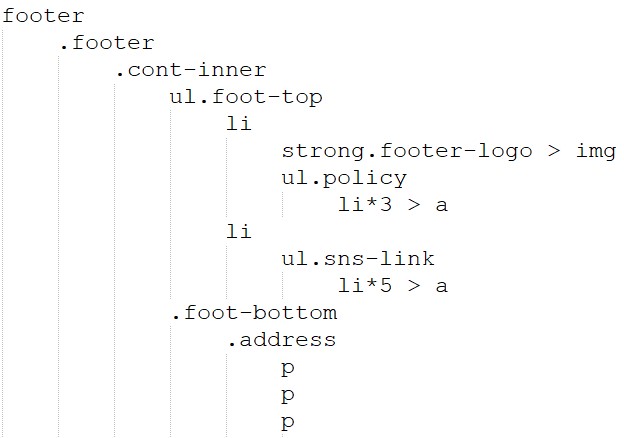 footer
.footer
.cont-inner
ul.foot-top
li
strong.footer-logo > img
ul.policy
li*3 > a
li
ul.sns-link
li*5 > a
.foot-bottom
.address
p
p
p